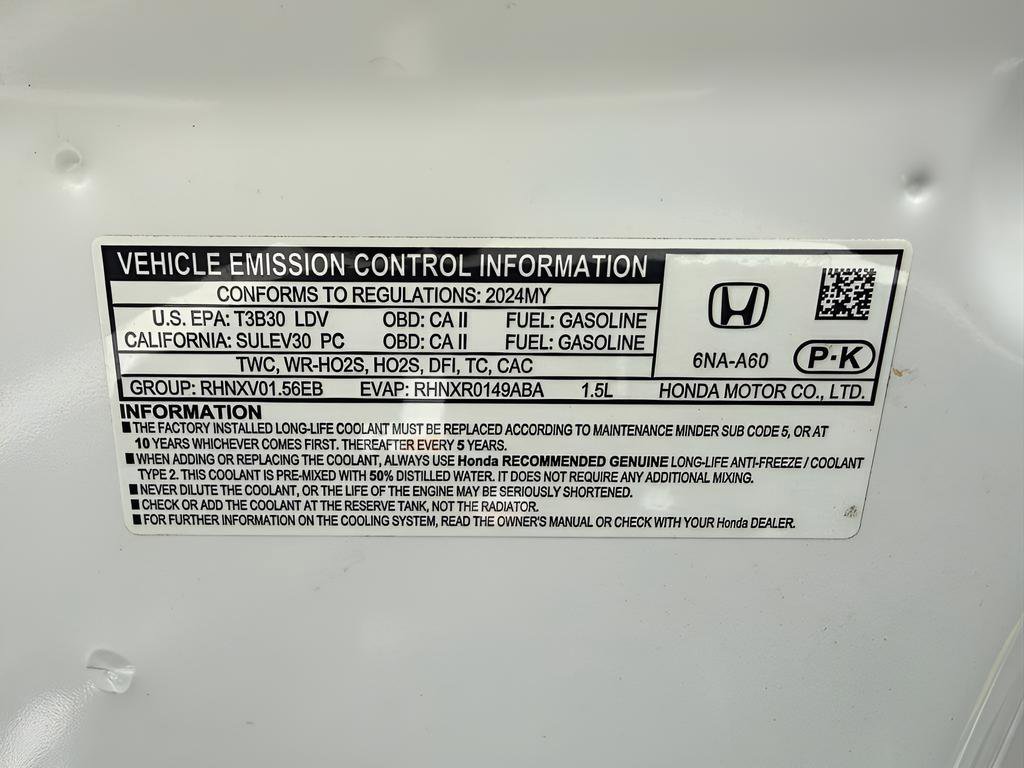 VEHICLE EMISSION CONTROL INFORMATION
CONFORMS TO REGULATIONS: 2024MY
U.S. EPA: T3B30 LDV OBD: CA II FUEL: GASOLINE
CALIFORNIA: SULEV30 PC OBD: CA II FUEL: GASOLINE
TWC, WR-HO2S, HO2S, DFI, TC, CAC
6NA-A60 P·K
GROUP: RHNXV01.56EB EVAP: RHNXR0149ABA 1.5L HONDA MOTOR CO., LTD.
INFORMATION
■ THE FACTORY INSTALLED LONG-LIFE COOLANT MUST BE REPLACED ACCORDING TO MAINTENANCE MINDER SUB CODE 5, OR AT
10 YEARS WHICHEVER COMES FIRST. THEREAFTER EVERY 5 YEARS.
■ WHEN ADDING OR REPLACING THE COOLANT, ALWAYS USE Honda RECOMMENDED GENUINE LONG-LIFE ANTI-FREEZE / COOLANT
TYPE 2. THIS COOLANT IS PRE-MIXED WITH 50% DISTILLED WATER. IT DOES NOT REQUIRE ANY ADDITIONAL MIXING.
■ NEVER DILUTE THE COOLANT, OR THE LIFE OF THE ENGINE MAY BE SERIOUSLY SHORTENED.
■ CHECK OR ADD THE COOLANT AT THE RESERVE TANK, NOT THE RADIATOR.
■ FOR FURTHER INFORMATION ON THE COOLING SYSTEM, READ THE OWNER'S MANUAL OR CHECK WITH YOUR Honda DEALER.